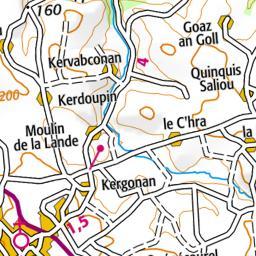 160
Goaz
an Goll
Kervabconan
4
Quinquis
Saliou
200
Kerdoupin
Moulin
de la Lande
le C'hra
la
Kergonan
1,5